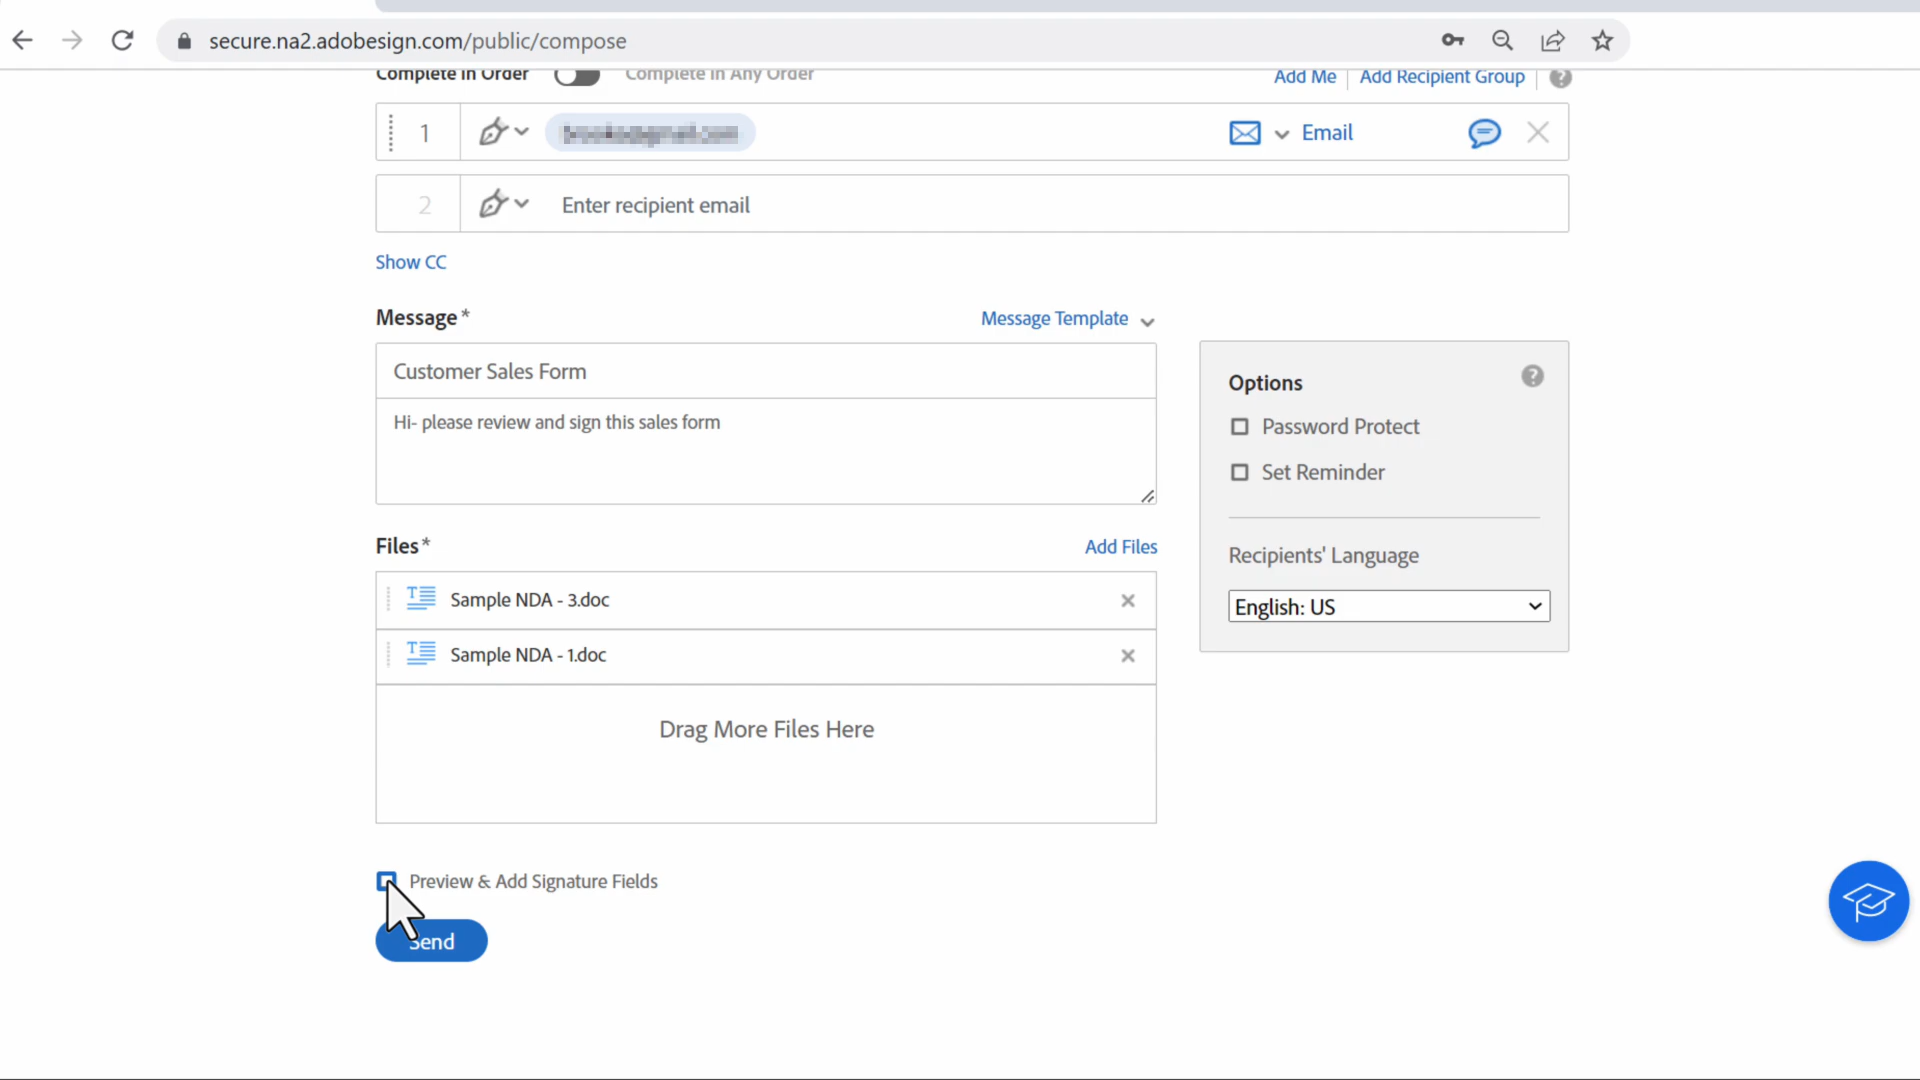 secure.na2.adobesign.com/public/compose
Complete in Order Complete in Any Order Add Me Add Recipient Group ?
1 Email
2 Enter recipient email
Show CC
Message* Message Template
Customer Sales Form
Hi- please review and sign this sales form
Options ?
Password Protect
Set Reminder
Recipients' Language
English: US
Files* Add Files
Sample NDA - 3.doc
Sample NDA - 1.doc
Drag More Files Here
Preview & Add Signature Fields
Send